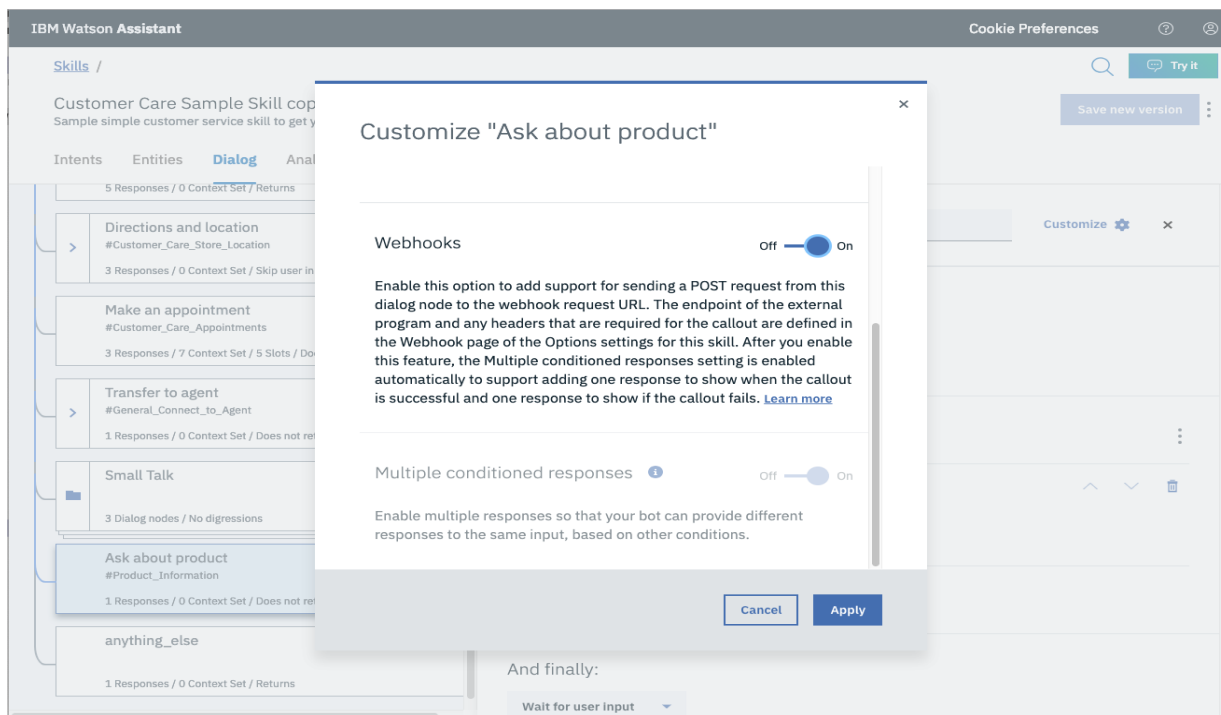 IBM Watson Assistant
Cookie Preferences
Skills /
Try it
Customer Care Sample Skill cop
Sample simple customer service skill to get y
Save new version
Intents Entities Dialog Anal
5 Responses / 0 Context Set / Returns
Directions and location
#Customer_Care_Store_Location
3 Responses / 0 Context Set / Skip user in
Make an appointment
#Customer_Care_Appointments
3 Responses / 7 Context Set / 5 Slots / Do
Transfer to agent
#General_Connect_to_Agent
1 Responses / 0 Context Set / Does not ret
Small Talk
3 Dialog nodes / No digressions
Ask about product
#Product_Information
1 Responses / 0 Context Set / Does not ret
anything_else
1 Responses / 0 Context Set / Returns
Customize "Ask about product"
Webhooks
Off On
Enable this option to add support for sending a POST request from this
dialog node to the webhook request URL. The endpoint of the external
program and any headers that are required for the callout are defined in
the Webhook page of the Options settings for this skill. After you enable
this feature, the Multiple conditioned responses setting is enabled
automatically to support adding one response to show when the callout
is successful and one response to show if the callout fails. Learn more
Multiple conditioned responses
Off On
Enable multiple responses so that your bot can provide different
responses to the same input, based on other conditions.
Cancel Apply
Customize
And finally:
Wait for user input